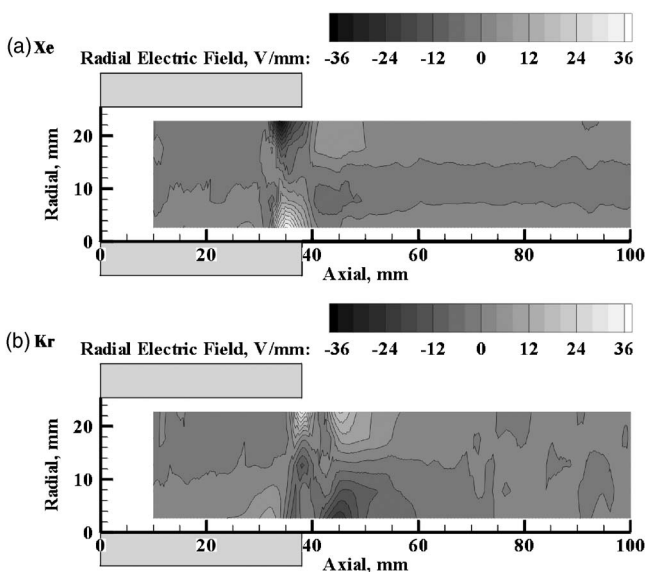 (a) Xe
Radial Electric Field, V/mm: -36 -24 -12 0 12 24 36
20
10
0
Radial, mm
0 20 40 60 80 100
Axial, mm
(b) Kr
Radial Electric Field, V/mm: -36 -24 -12 0 12 24 36
20
10
0
Radial, mm
0 20 40 60 80 100
Axial, mm